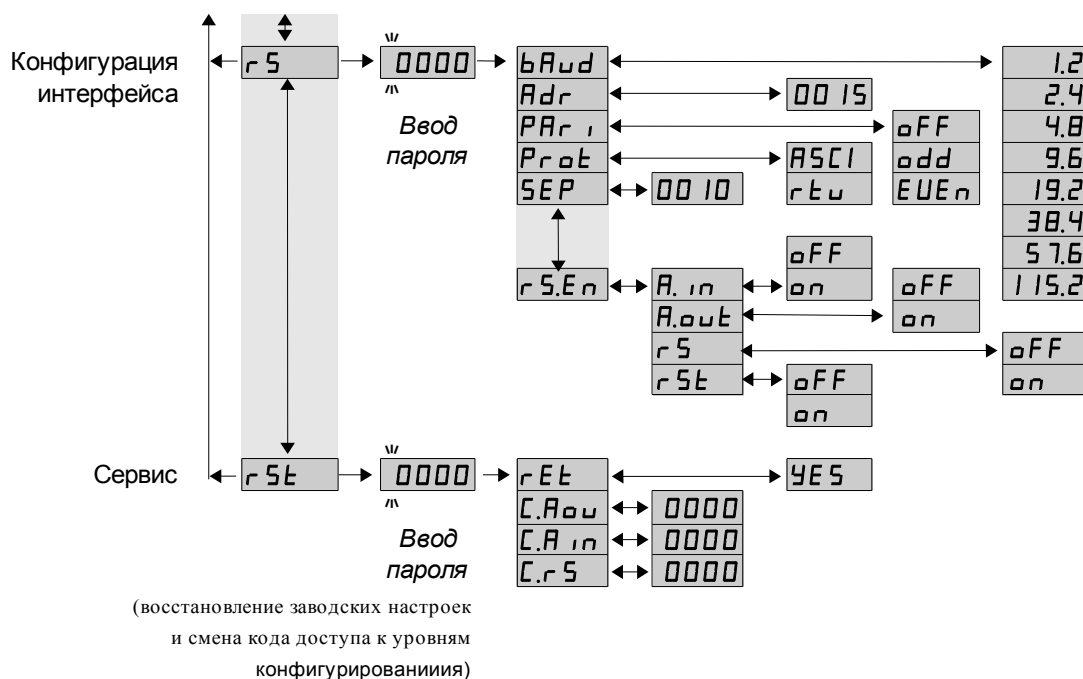 Конфигурация
интерфейса
rS
0000
Ввод
пароля
bAud
Adr
PAri
Prot
SEP
rS.En
0015
ASCI
rtu
0010
oFF
odd
EVEn
1.2
2.4
4.8
9.6
19.2
38.4
57.6
115.2
A.in
A.out
rS
rSt
oFF
on
oFF
on
oFF
on
oFF
on
Сервис
rSt
0000
Ввод
пароля
rEt
C.Aou
C.Ain
C.rS
YES
0000
0000
0000
(восстановление заводских настроек
и смена кода доступа к уровням
конфигурированииия)